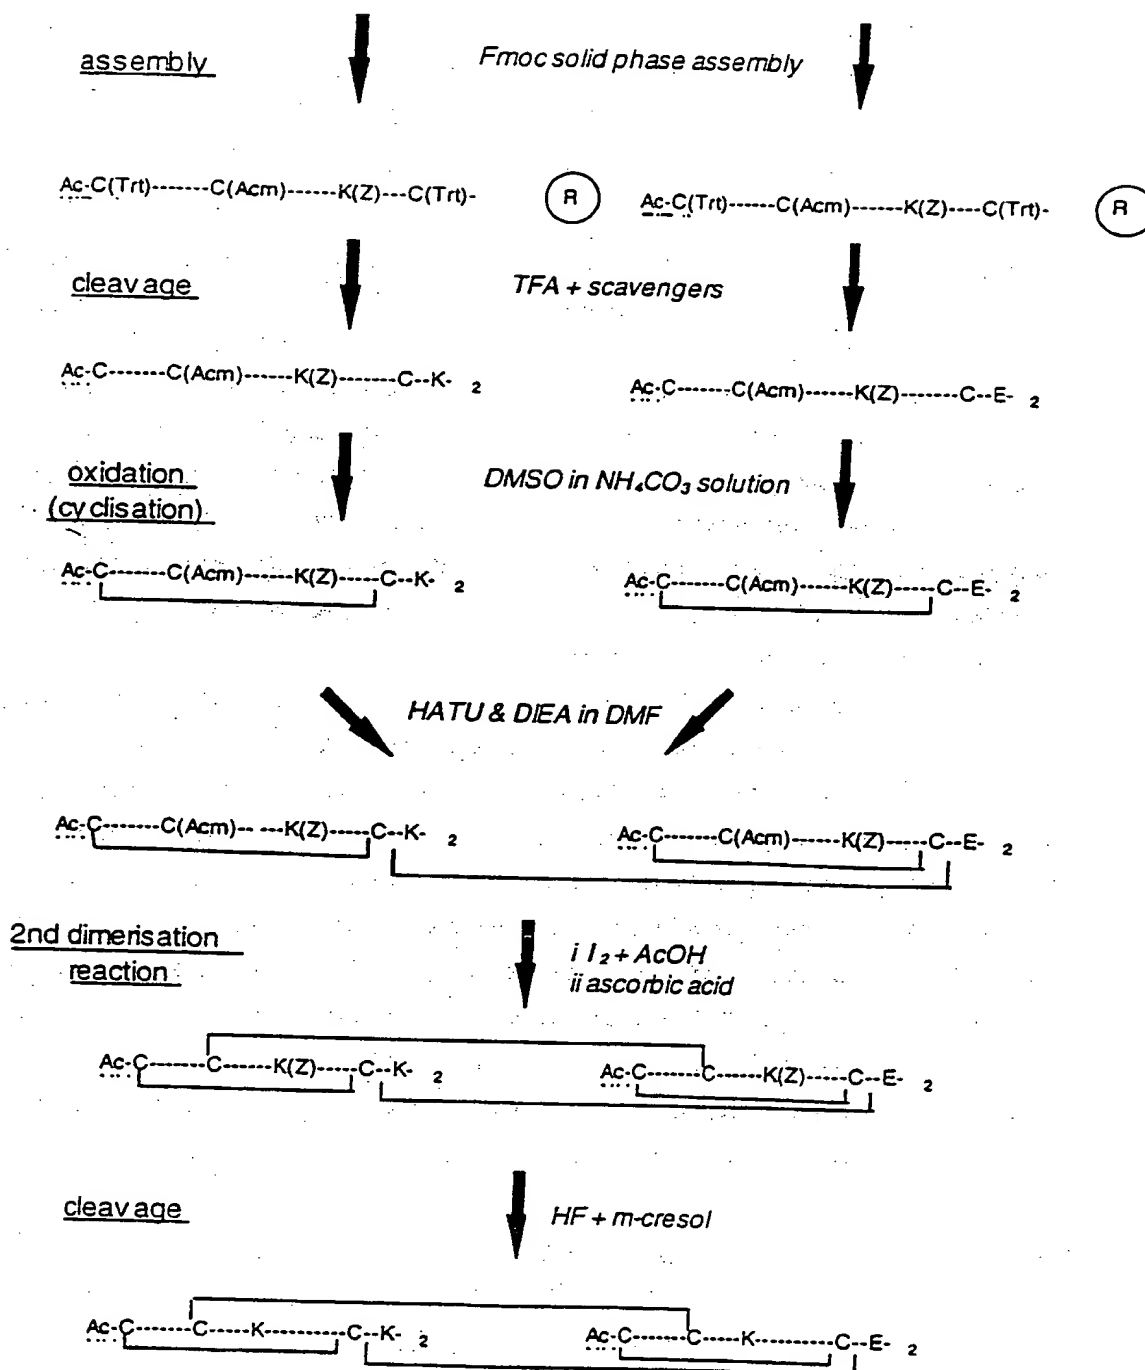 assembly Fmoc solid phase assembly
Ac-C(Trt)-------C(Acm)------K(Z)---C(Trt)- R Ac-C(Trt)------C(Acm)------K(Z)----C(Trt)- R
cleavage TFA + scavengers
Ac-C-------C(Acm)------K(Z)-------C--K- 2 Ac-C-------C(Acm)------K(Z)-------C--E- 2
oxidation DMSO in NH₄CO₃ solution
(cyclisation)
Ac-C-------C(Acm)------K(Z)-----C--K- 2 Ac-C-------C(Acm)------K(Z)-----C--E- 2
HATU & DIEA in DMF
Ac-C-------C(Acm)-- ---K(Z)-----C--K- 2 Ac-C-------C(Acm)------K(Z)-----C--E- 2
2nd dimerisation i I₂ + AcOH
reaction ii ascorbic acid
Ac-C-------C------K(Z)-----C--K- 2 Ac-C-------C------K(Z)-----C--E- 2
cleavage HF + m-cresol
Ac-C-------C-----K---------C--K- 2 Ac-C-------C-----K---------C--E- 2